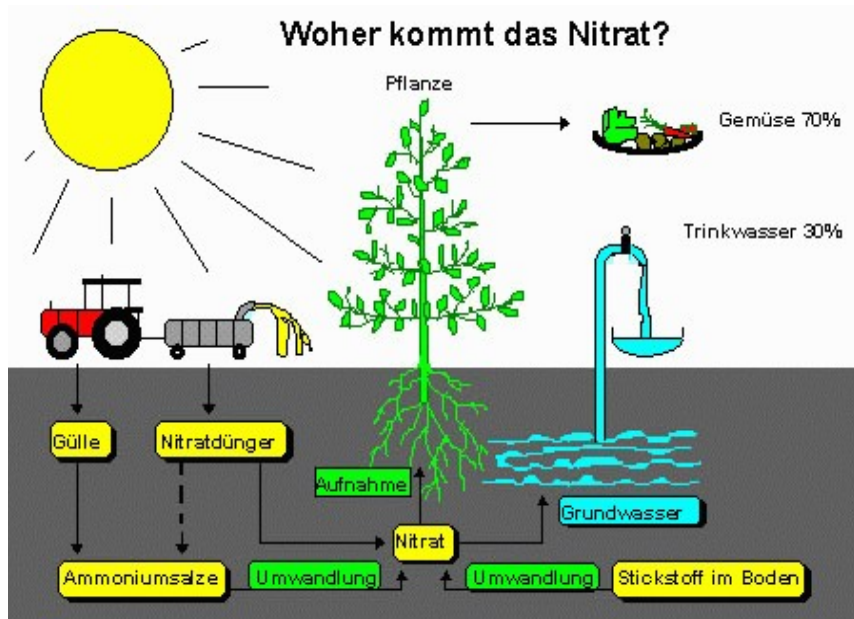 Woher kommt das Nitrat?
Pflanze
Gemüse 70%
Trinkwasser 30%
Gülle
Nitratdünger
Aufnahme
Grundwasser
Nitrat
Ammoniumsalze
Umwandlung
Umwandlung
Stickstoff im Boden